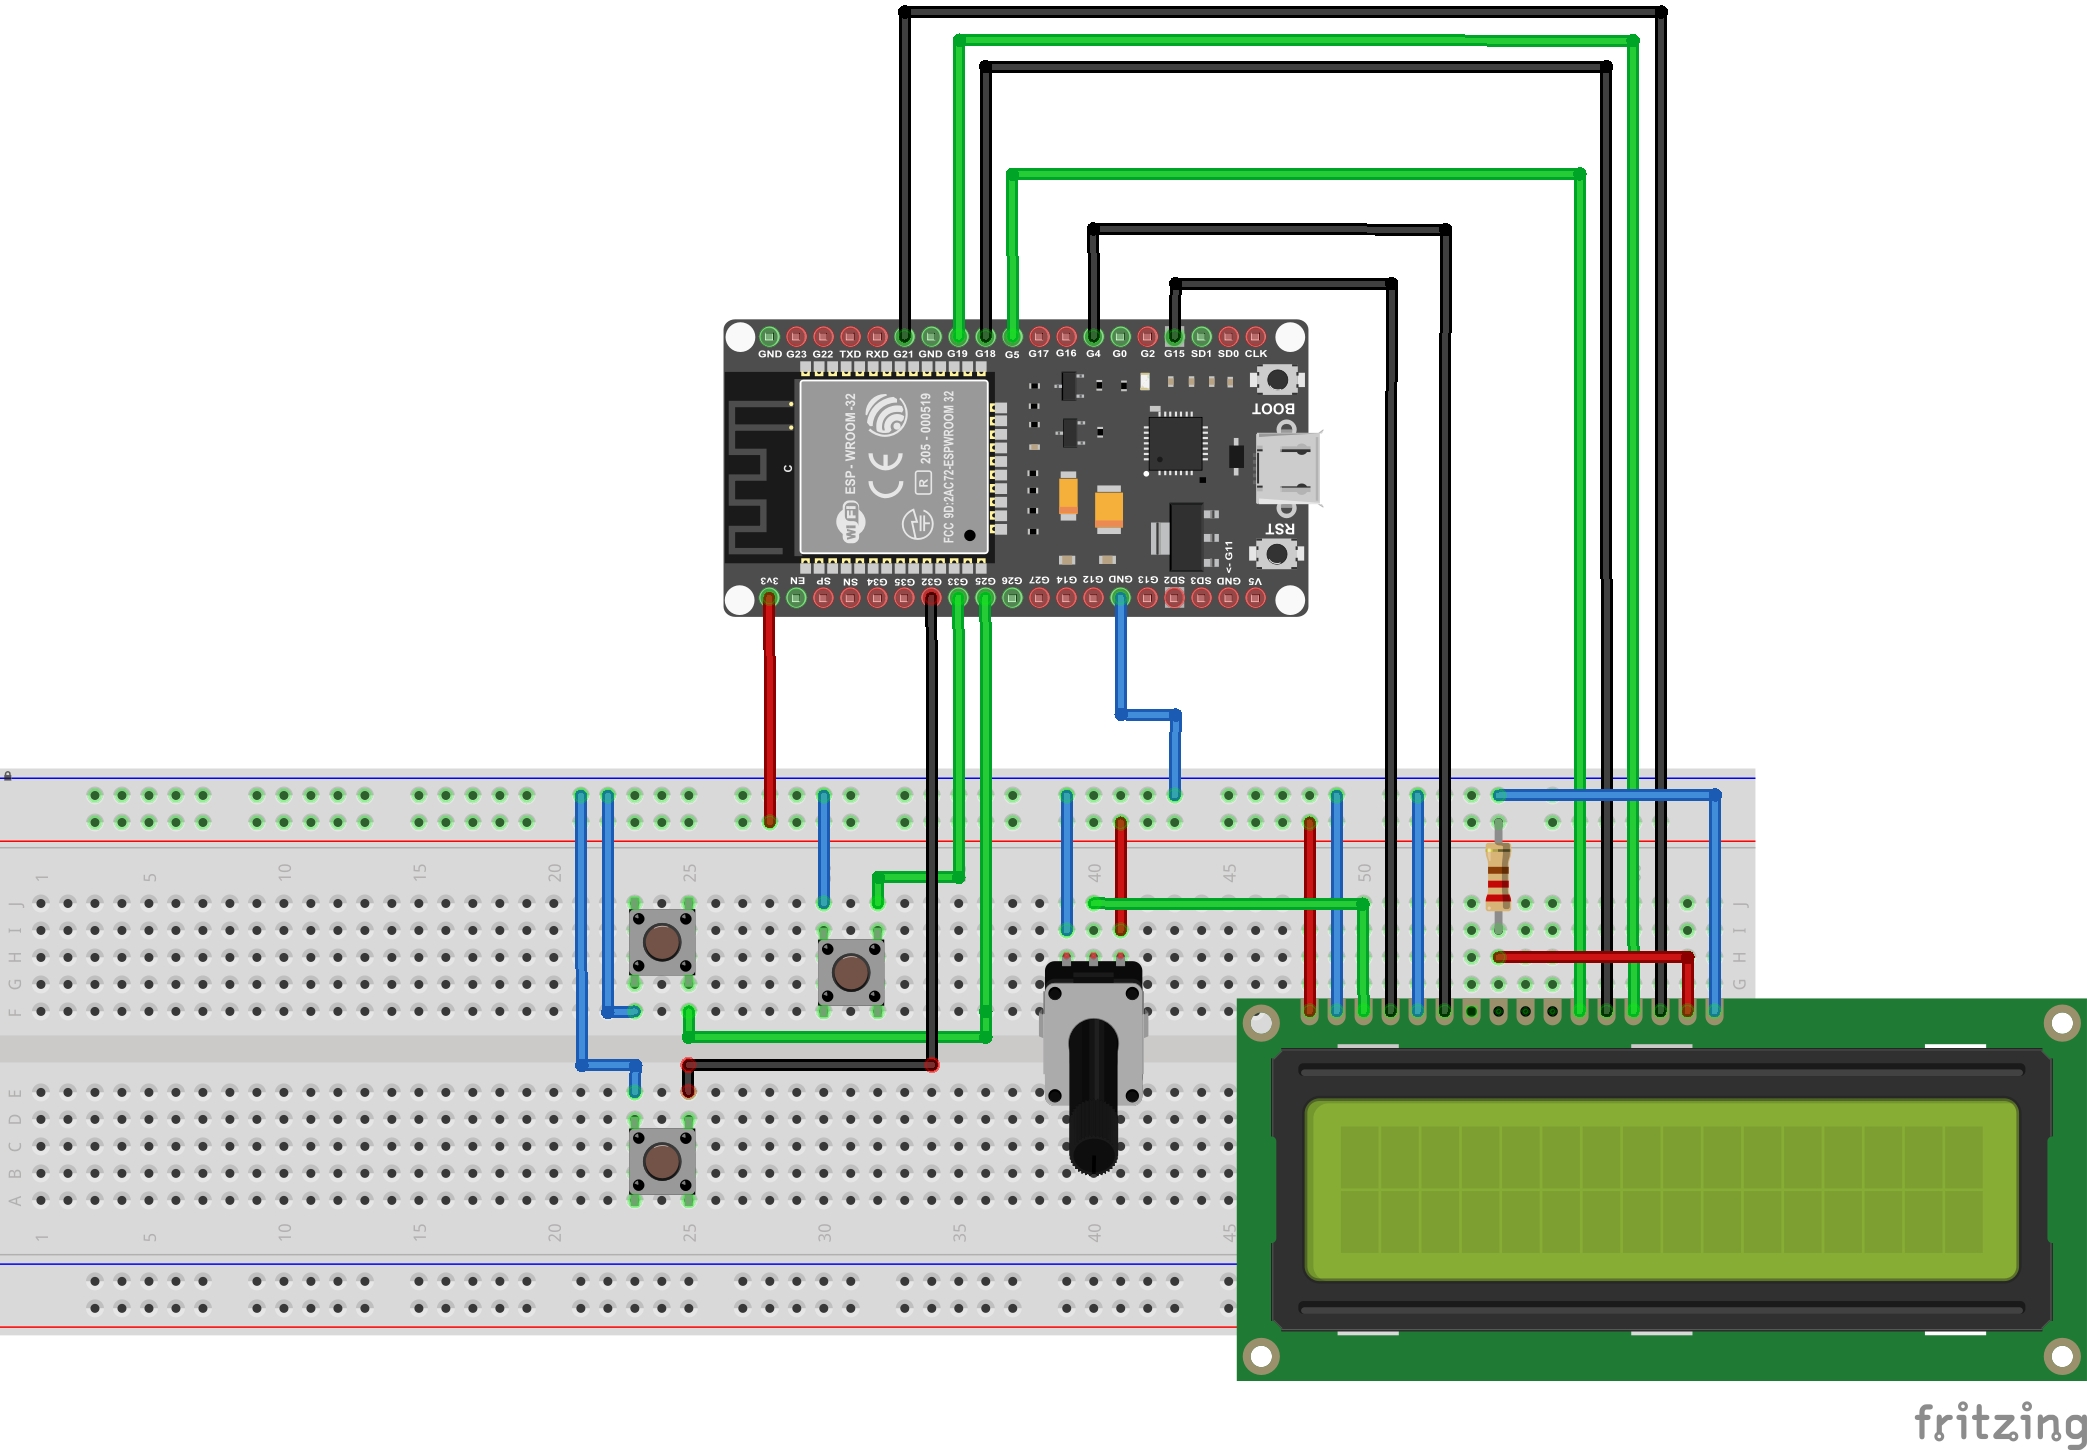 GND G23 G22 TXD RXD G21 GND G19 G18 G5 G17 G16 G4 G0 G2 G15 SD1 SD0 CLK
BOOT
C
WiFi ESP - WROOM -32
CE
R 205 - 000519
FCC 9D:2AC72-ESPWROOM 32
RST
<- G11
3v3 EN SP SN G34 G35 G32 G33 G25 G26 G27 G14 G12 GND G13 SD2 SD3 GND V5
1 5 10 15 20 25 30 35 40 45 50
J J
I I
H H
G G
F
E
D
C
B
A
1 5 10 15 20 25 30 35 40 45
fritzing